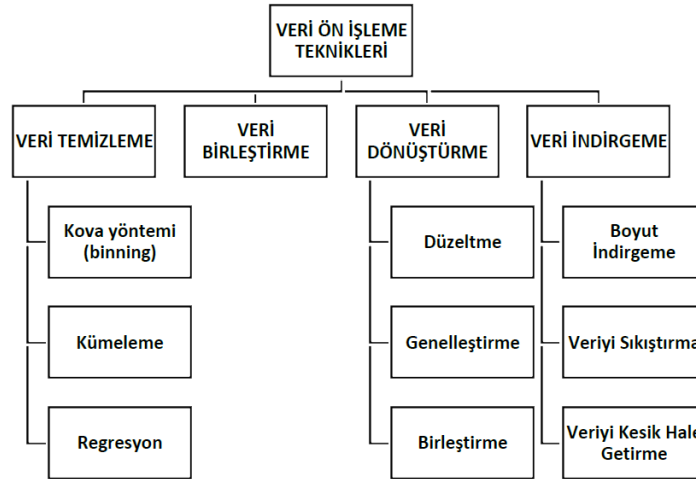 VERİ ÖN İŞLEME
TEKNİKLERİ
VERİ TEMİZLEME
VERİ
BİRLEŞTİRME
VERİ
DÖNÜŞTÜRME
VERİ İNDİRGEME
Kova yöntemi
(binning)
Kümeleme
Regresyon
Düzeltme
Genelleştirme
Birleştirme
Boyut
İndirgeme
Veriyi Sıkıştırma
Veriyi Kesik Hale
Getirme